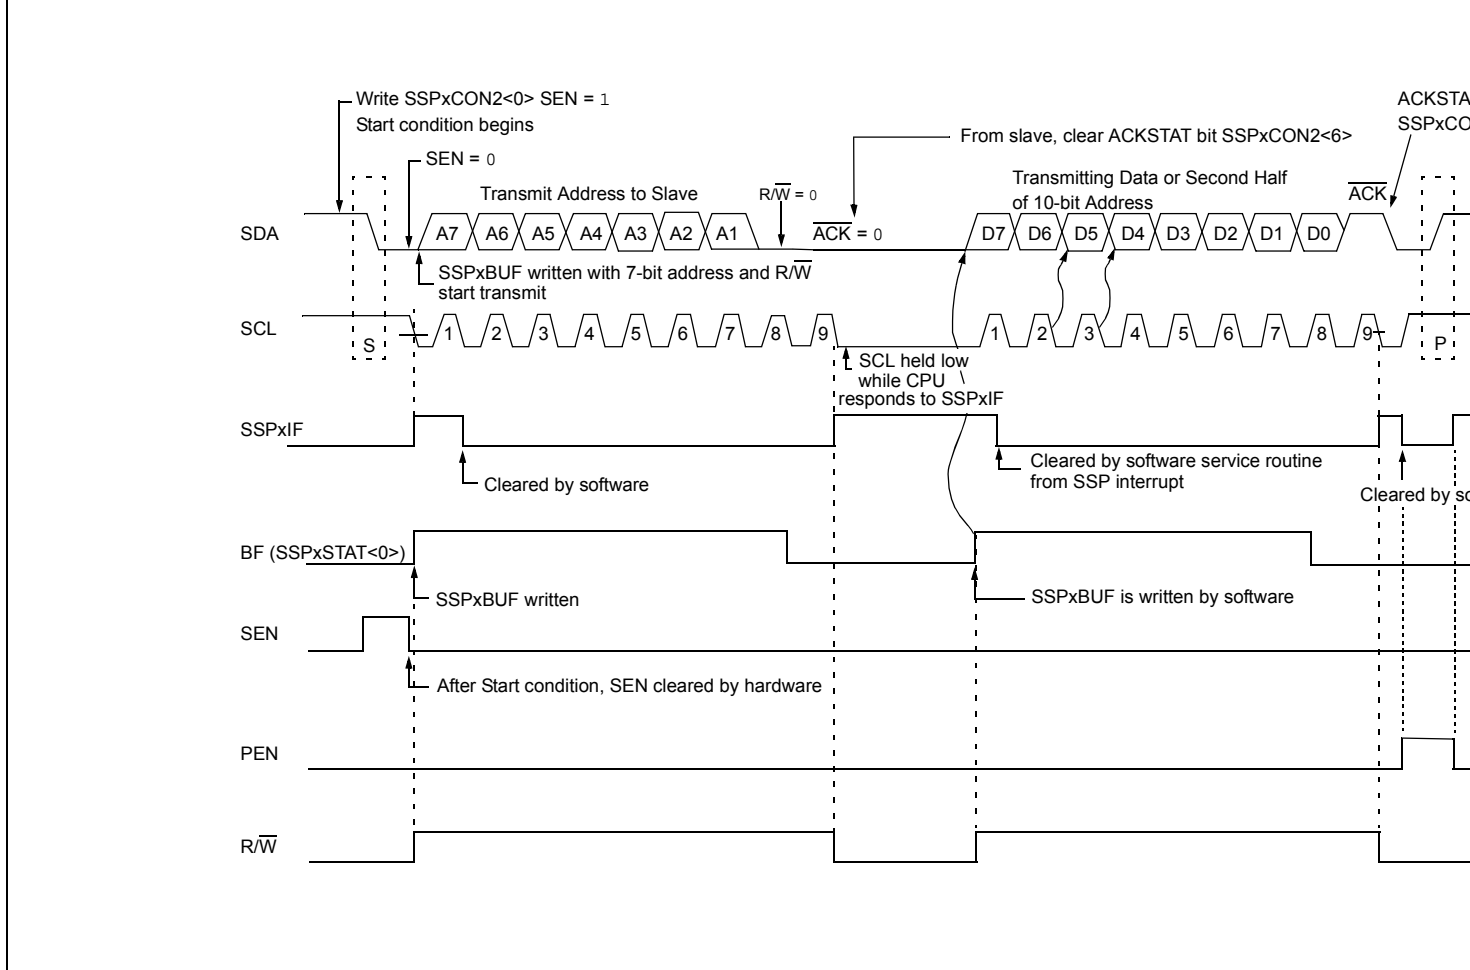 Write SSPxCON2<0> SEN = 1
Start condition begins
ACKSTA
SSPxCO
From slave, clear ACKSTAT bit SSPxCON2<6>
SEN = 0
Transmit Address to Slave
R/W̅ = 0
Transmitting Data or Second Half
of 10-bit Address
A̅C̅K̅
SDA
A7 A6 A5 A4 A3 A2 A1
A̅C̅K̅ = 0
D7 D6 D5 D4 D3 D2 D1 D0
SSPxBUF written with 7-bit address and R/W̅
start transmit
SCL
S
1 2 3 4 5 6 7 8 9
1 2 3 4 5 6 7 8 9
P
SCL held low
while CPU
responds to SSPxIF
SSPxIF
Cleared by software
Cleared by software service routine
from SSP interrupt
Cleared by so
BF (SSPxSTAT<0>)
SSPxBUF written
SSPxBUF is written by software
SEN
After Start condition, SEN cleared by hardware
PEN
R/W̅